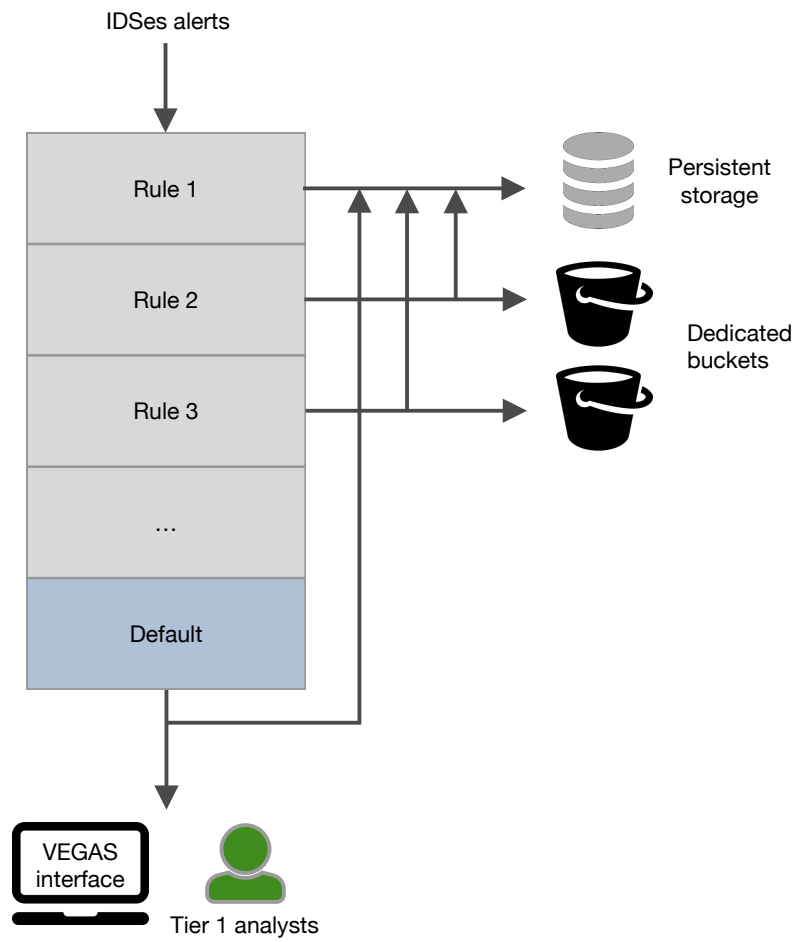 IDSes alerts
Rule 1
Persistent
storage
Rule 2
Dedicated
buckets
Rule 3
...
Default
VEGAS
interface
Tier 1 analysts